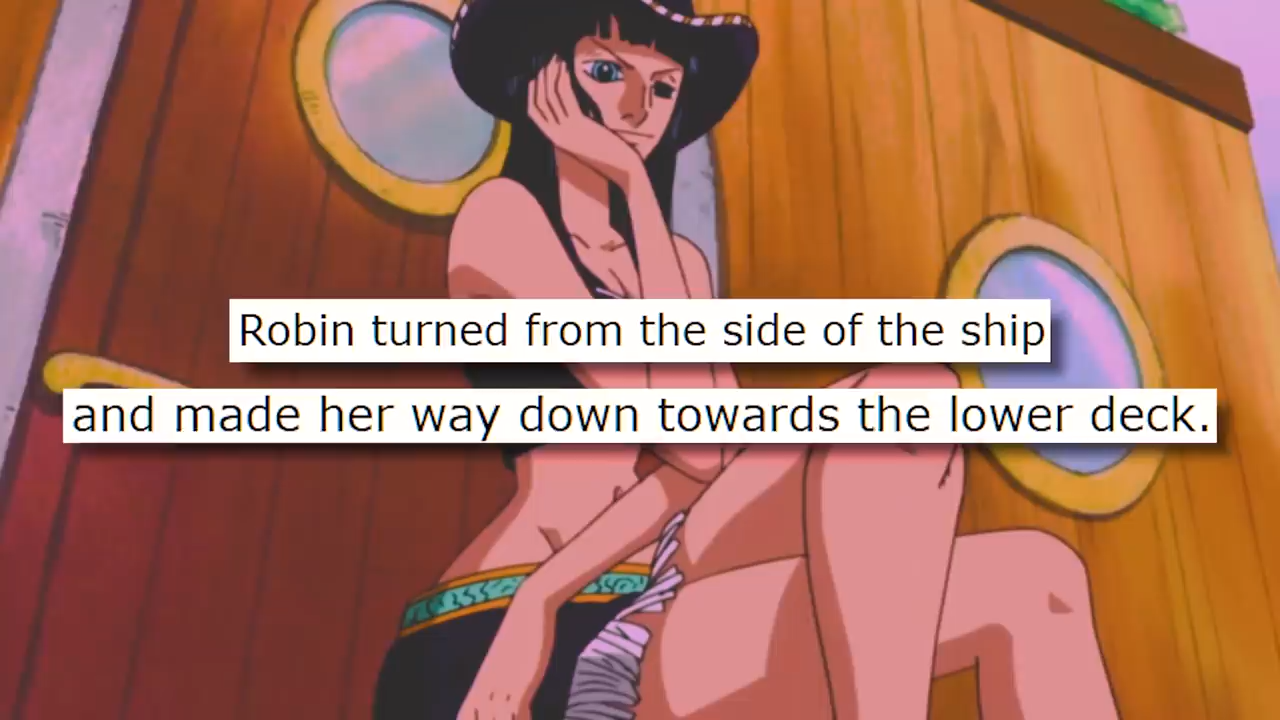 Robin turned from the side of the ship
and made her way down towards the lower deck.